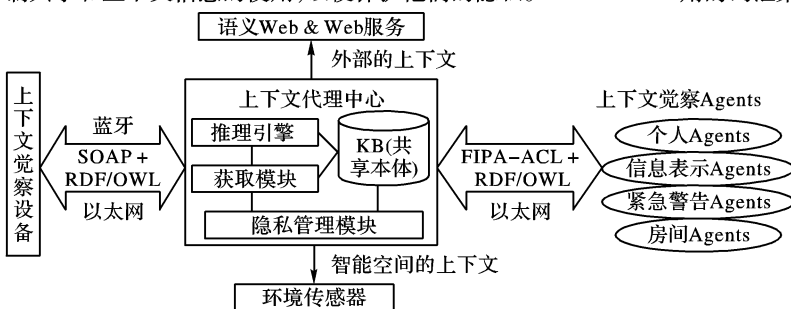 语义Web & Web服务
外部的上下文
上下文觉察设备
蓝牙
SOAP +
RDF/OWL
以太网
上下文代理中心
推理引擎
获取模块
KB(共
享本体)
隐私管理模块
FIPA-ACL +
RDF/OWL
以太网
上下文觉察Agents
个人Agents
信息表示Agents
紧急警告Agents
房间Agents
智能空间的上下文
环境传感器